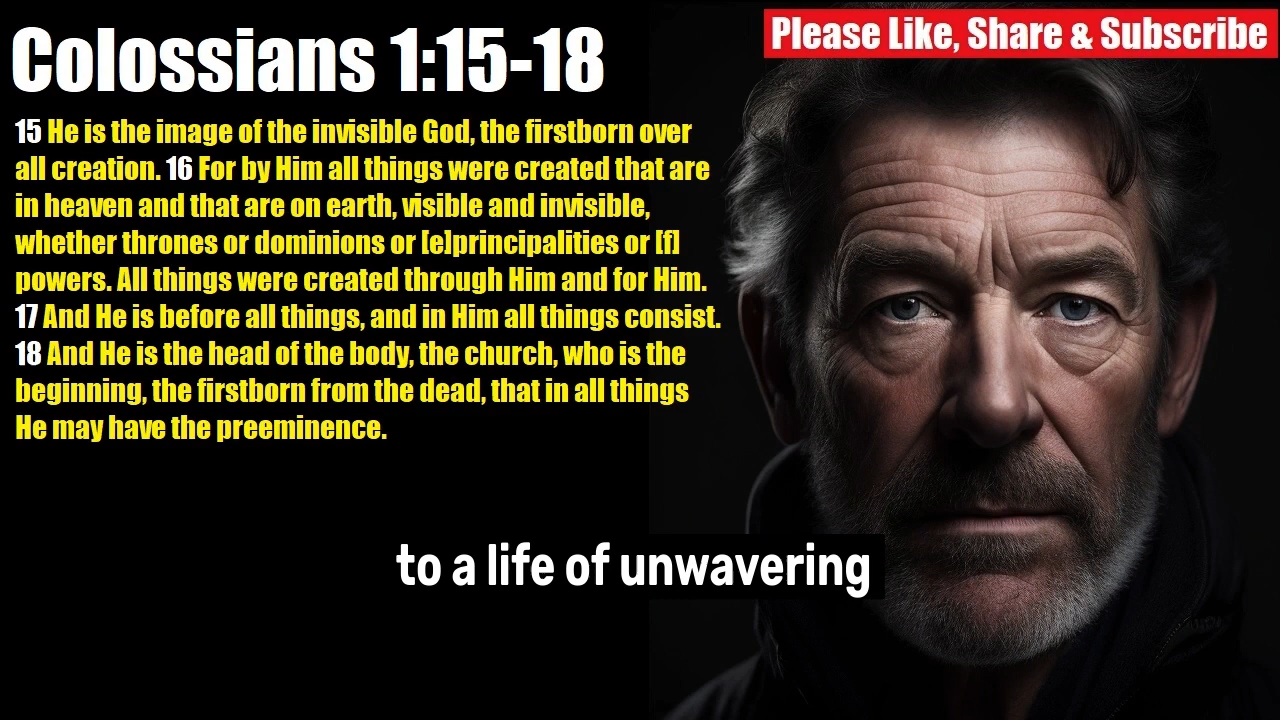 Colossians 1:15-18
Please Like, Share & Subscribe
15 He is the image of the invisible God, the firstborn over
all creation. 16 For by Him all things were created that are
in heaven and that are on earth, visible and invisible,
whether thrones or dominions or [e]principalities or [f]
powers. All things were created through Him and for Him.
17 And He is before all things, and in Him all things consist.
18 And He is the head of the body, the church, who is the
beginning, the firstborn from the dead, that in all things
He may have the preeminence.
to a life of unwavering